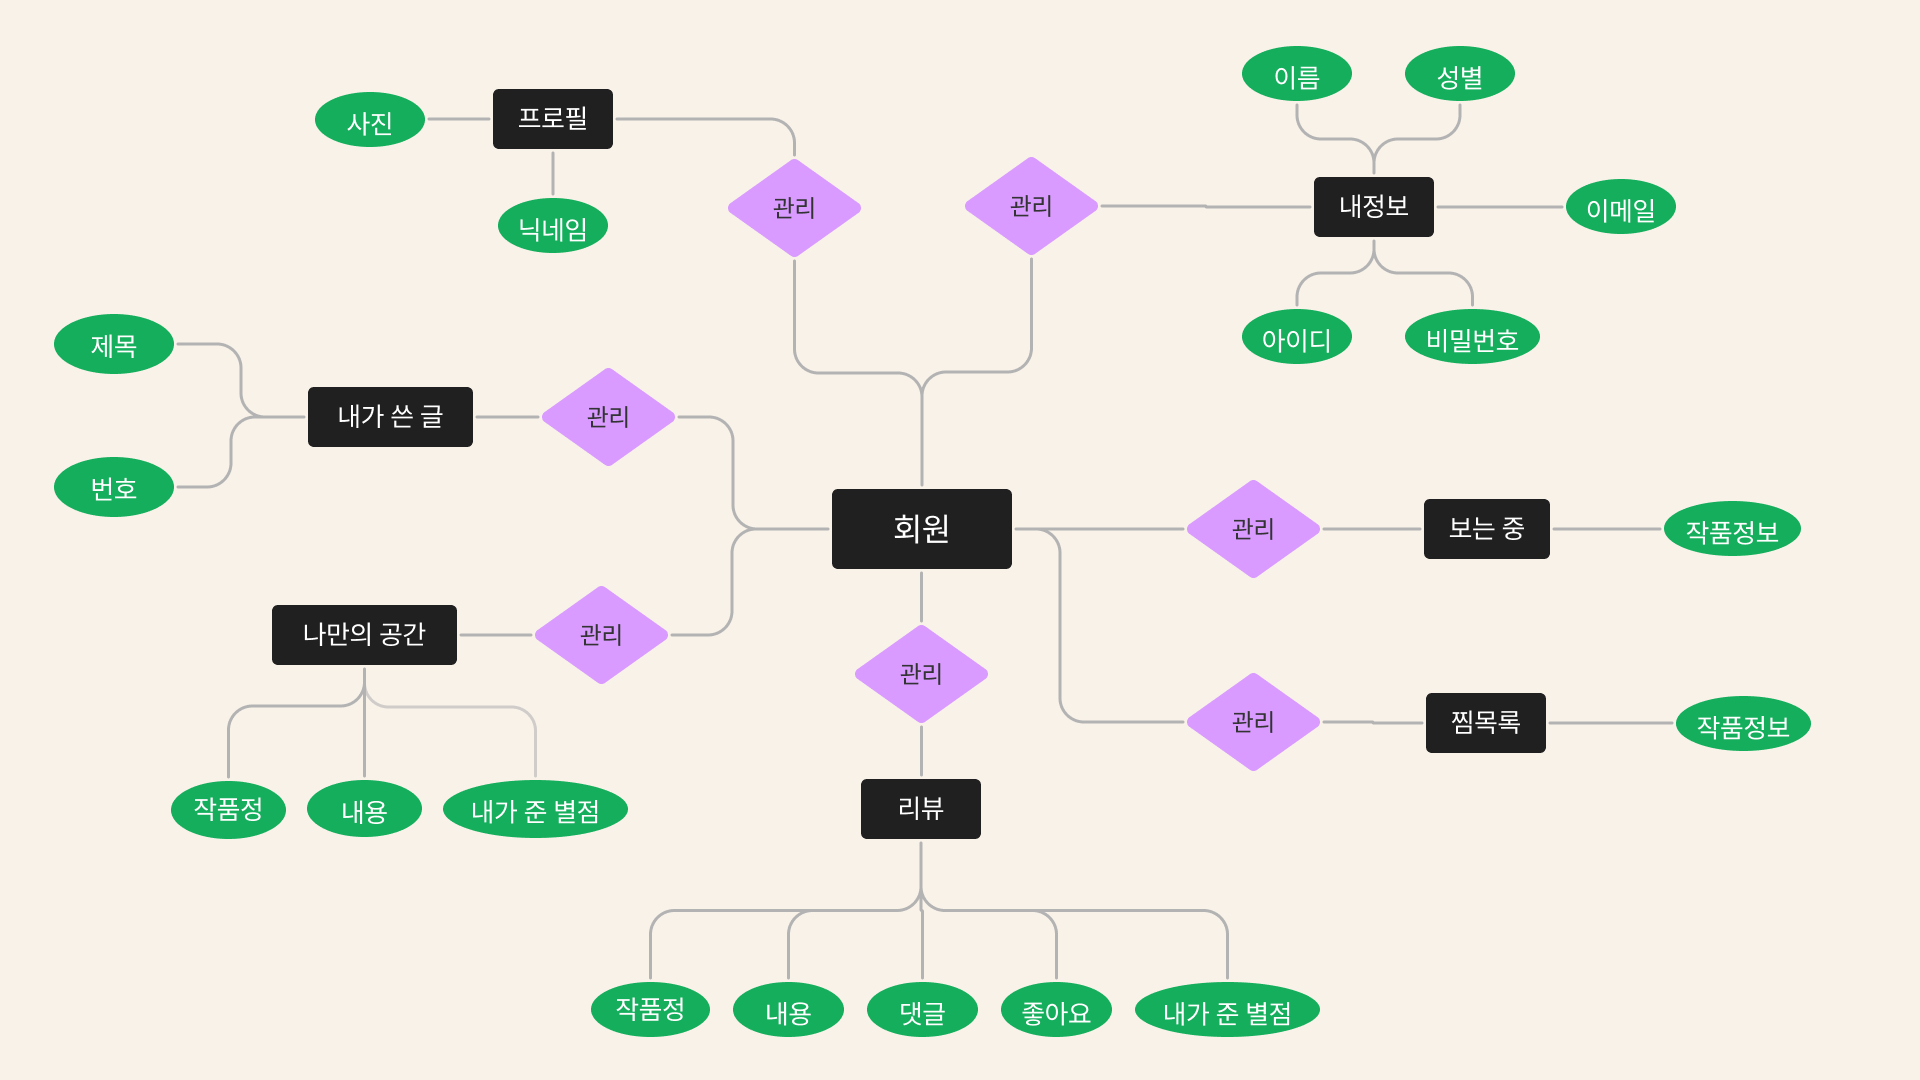 이름
성별
사진
프로필
관리
관리
내정보
이메일
닉네임
아이디
비밀번호
제목
내가 쓴 글
관리
번호
회원
관리
보는 중
작품정보
나만의 공간
관리
관리
관리
찜목록
작품정보
작품정
내용
내가 준 별점
리뷰
작품정
내용
댓글
좋아요
내가 준 별점